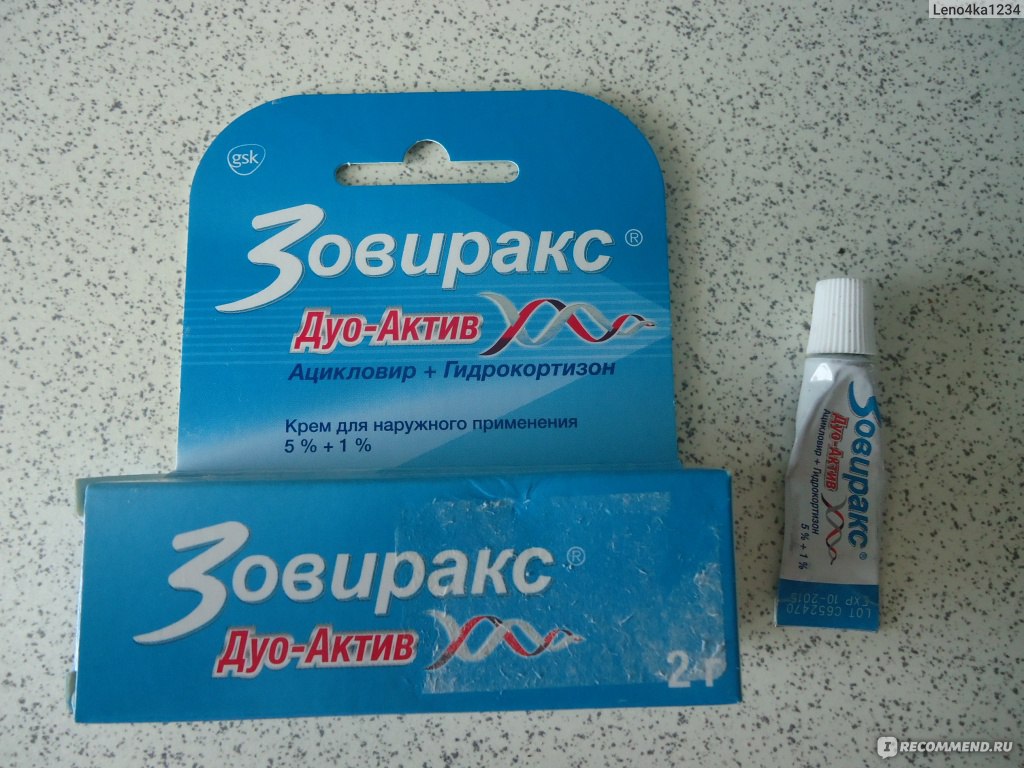 Leno4ka1234
gsk
Зовиракс®
Дуо-Актив
Ацикловир + Гидрокортизон
Крем для наружного применения
5 % + 1 %
Зовиракс®
Дуо-Актив
2 г
Зовиракс®
Дуо-Актив
Ацикловир + Гидрокортизон
5 % + 1 %
LOT C652470
EXP 10-2015
IRECOMMEND.RU